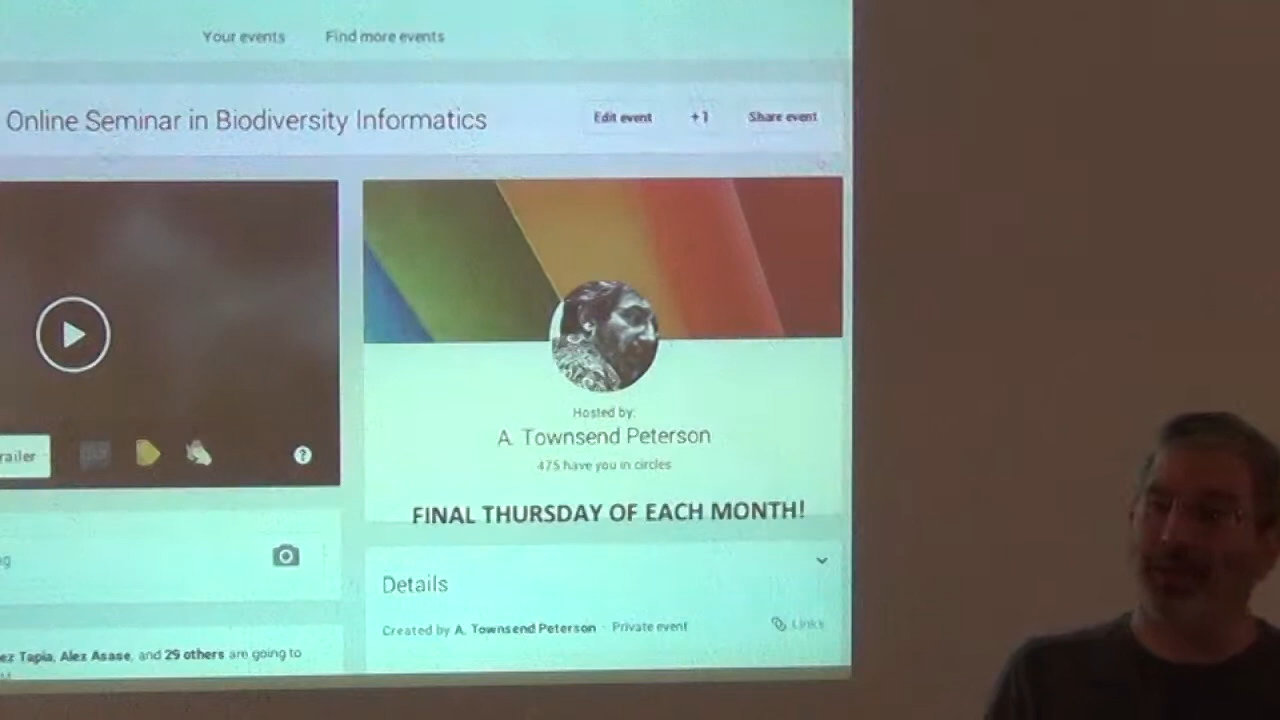 Your events Find more events
Online Seminar in Biodiversity Informatics Edit event +1 Share event
railer ?
Hosted by:
A. Townsend Peterson
475 have you in circles
FINAL THURSDAY OF EACH MONTH!
g
Details
Created by A. Townsend Peterson · Private event Links
ez Tapia, Alez Asase, and 29 others are going to